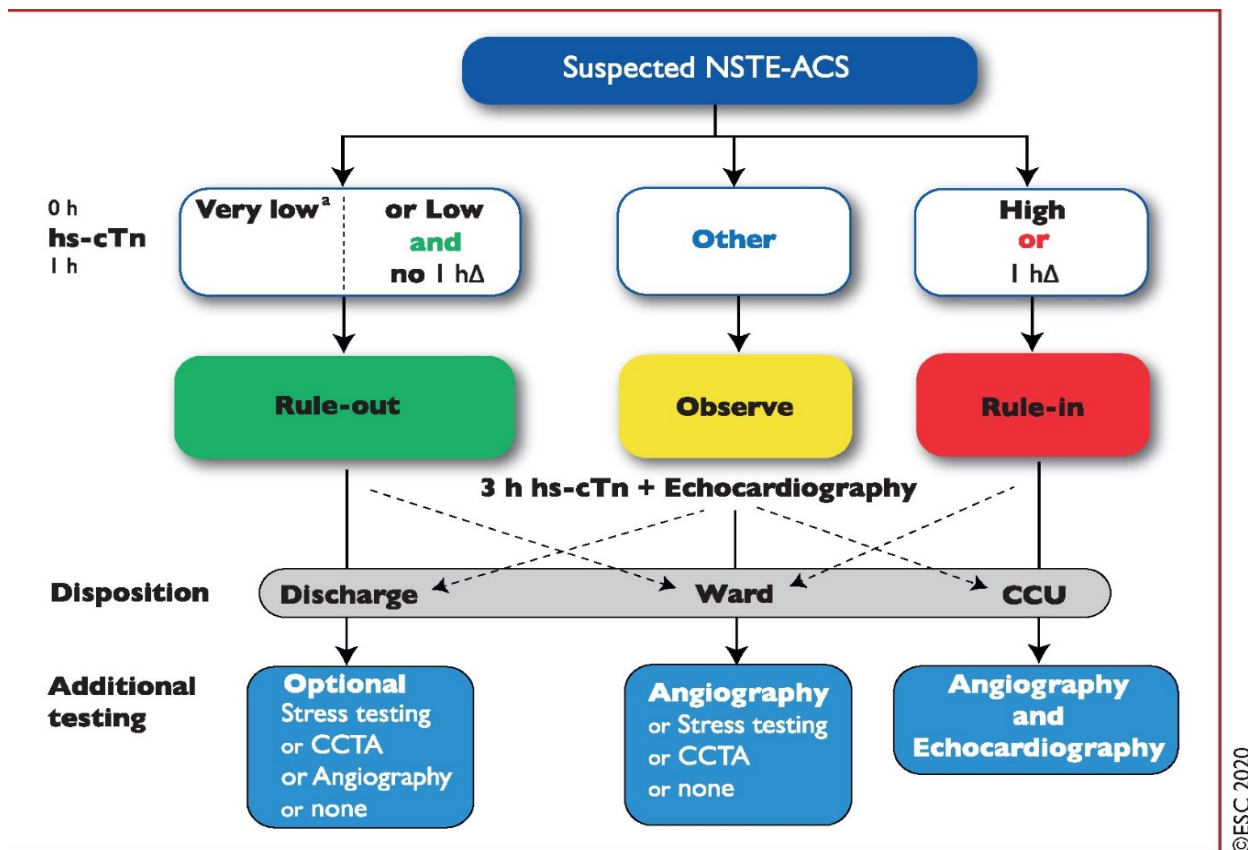 Suspected NSTE-ACS
0 h
hs-cTn
1 h
Very lowᵃ
or Low
and
no 1 hΔ
Other
High
or
1 hΔ
Rule-out
Observe
Rule-in
3 h hs-cTn + Echocardiography
Disposition
Discharge
Ward
CCU
Additional
testing
Optional
Stress testing
or CCTA
or Angiography
or none
Angiography
or Stress testing
or CCTA
or none
Angiography
and
Echocardiography
©ESC 2020